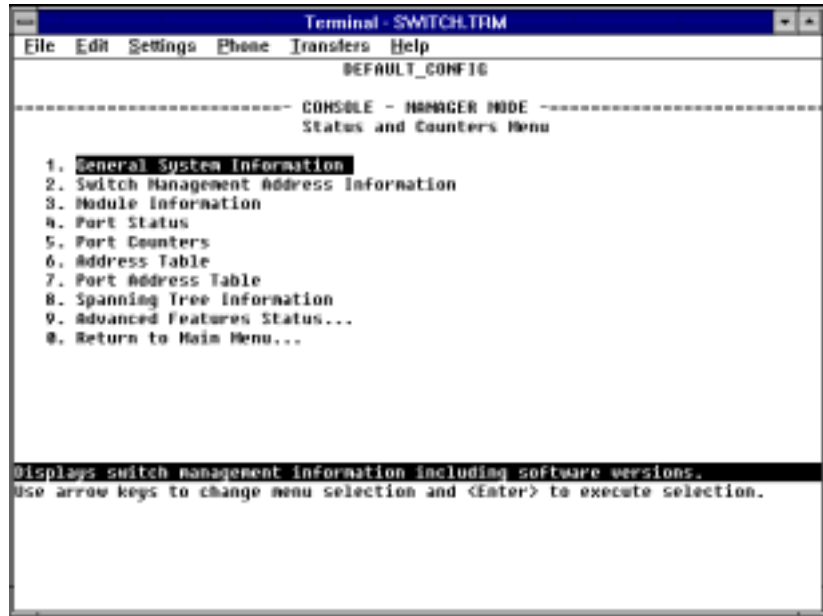 Terminal - SWITCH.TRM
File Edit Settings Phone Transfers Help
DEFAULT_CONFIG
---------------------------- CONSOLE - MANAGER MODE ----------------------------
Status and Counters Menu
1. General System Information
2. Switch Management Address Information
3. Module Information
4. Port Status
5. Port Counters
6. Address Table
7. Port Address Table
8. Spanning Tree Information
9. Advanced Features Status...
0. Return to Main Menu...
Displays switch management information including software versions.
Use arrow keys to change menu selection and <Enter> to execute selection.